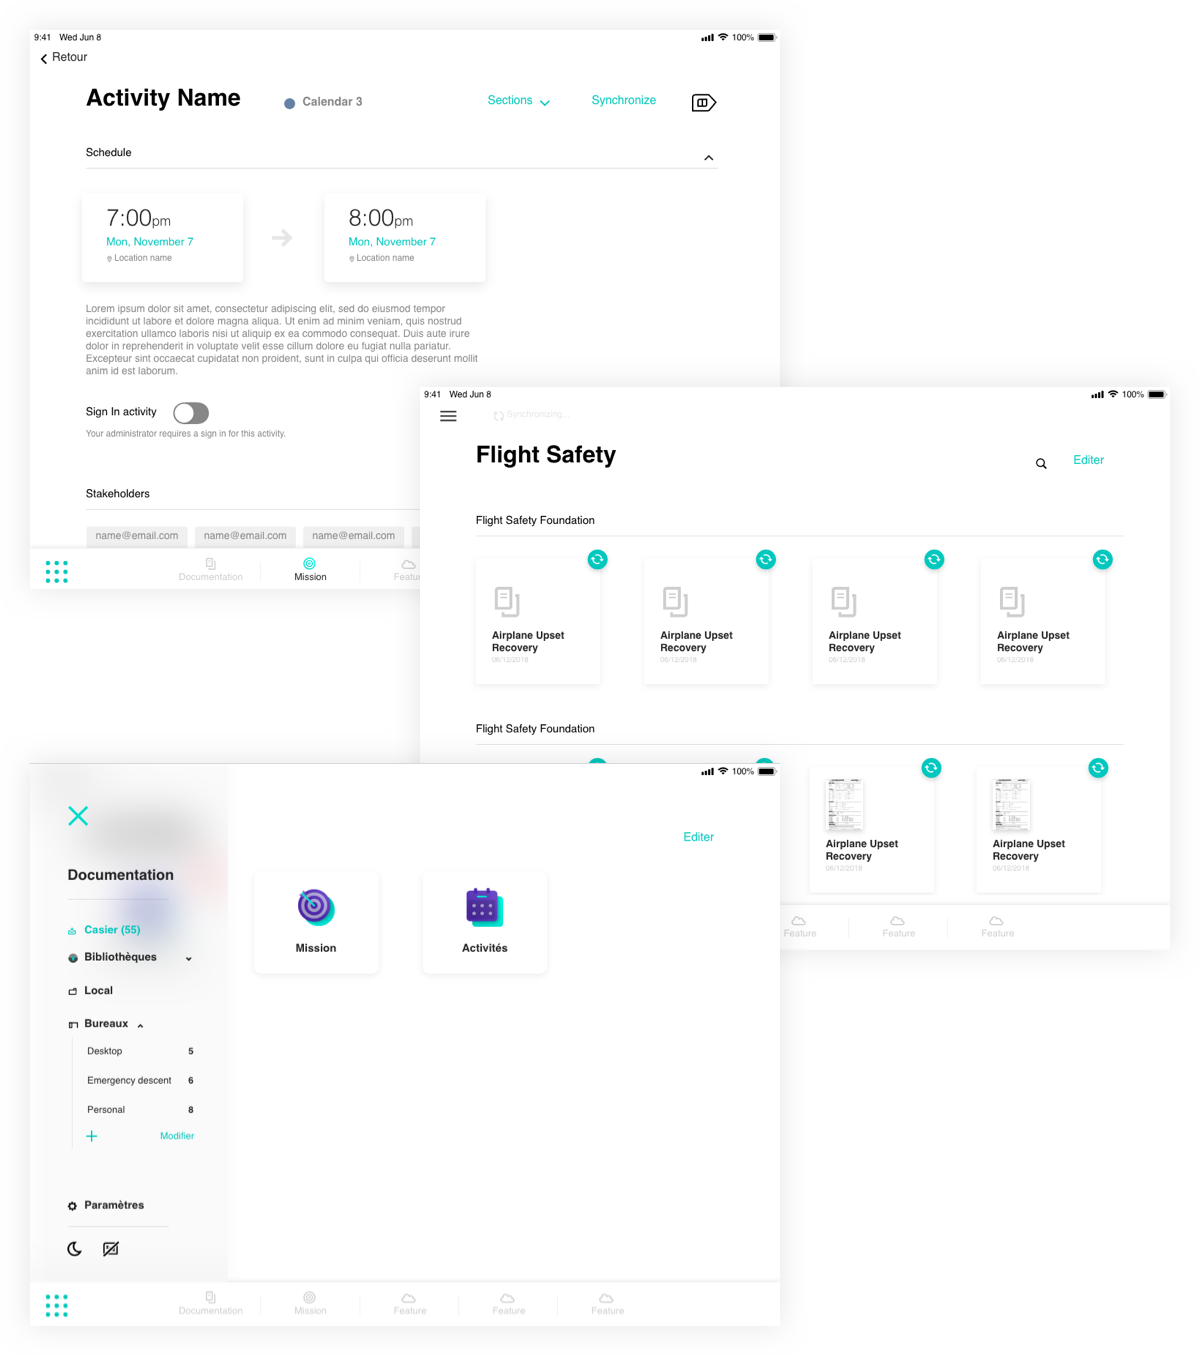 9:41 Wed Jun 8 100%
Retour
Activity Name Calendar 3 Sections Synchronize
Schedule
7:00pm
Mon, November 7
Location name
8:00pm
Mon, November 7
Location name
Lorem ipsum dolor sit amet, consectetur adipiscing elit, sed do eiusmod tempor
incididunt ut labore et dolore magna aliqua. Ut enim ad minim veniam, quis nostrud
exercitation ullamco laboris nisi ut aliquip ex ea commodo consequat. Duis aute irure
dolor in reprehenderit in voluptate velit esse cillum dolore eu fugiat nulla pariatur.
Excepteur sint occaecat cupidatat non proident, sunt in culpa qui officia deserunt mollit
anim id est laborum.
Sign In activity
Your administrator requires a sign in for this activity.
Stakeholders
name@email.com name@email.com name@email.com
Documentation Mission Featu
9:41 Wed Jun 8 100%
Synchronizing...
Flight Safety Editer
Flight Safety Foundation
Airplane Upset
Recovery
06/12/2018
Airplane Upset
Recovery
06/12/2018
Airplane Upset
Recovery
06/12/2018
Airplane Upset
Recovery
06/12/2018
Flight Safety Foundation
Airplane Upset
Recovery
06/12/2018
Airplane Upset
Recovery
06/12/2018
Feature Feature Feature
100%
Editer
Documentation
Casier (55)
Bibliothèques
Local
Bureaux
Desktop 5
Emergency descent 6
Personal 8
Modifier
Paramètres
Mission
Activités
Documentation Mission Feature Feature Feature